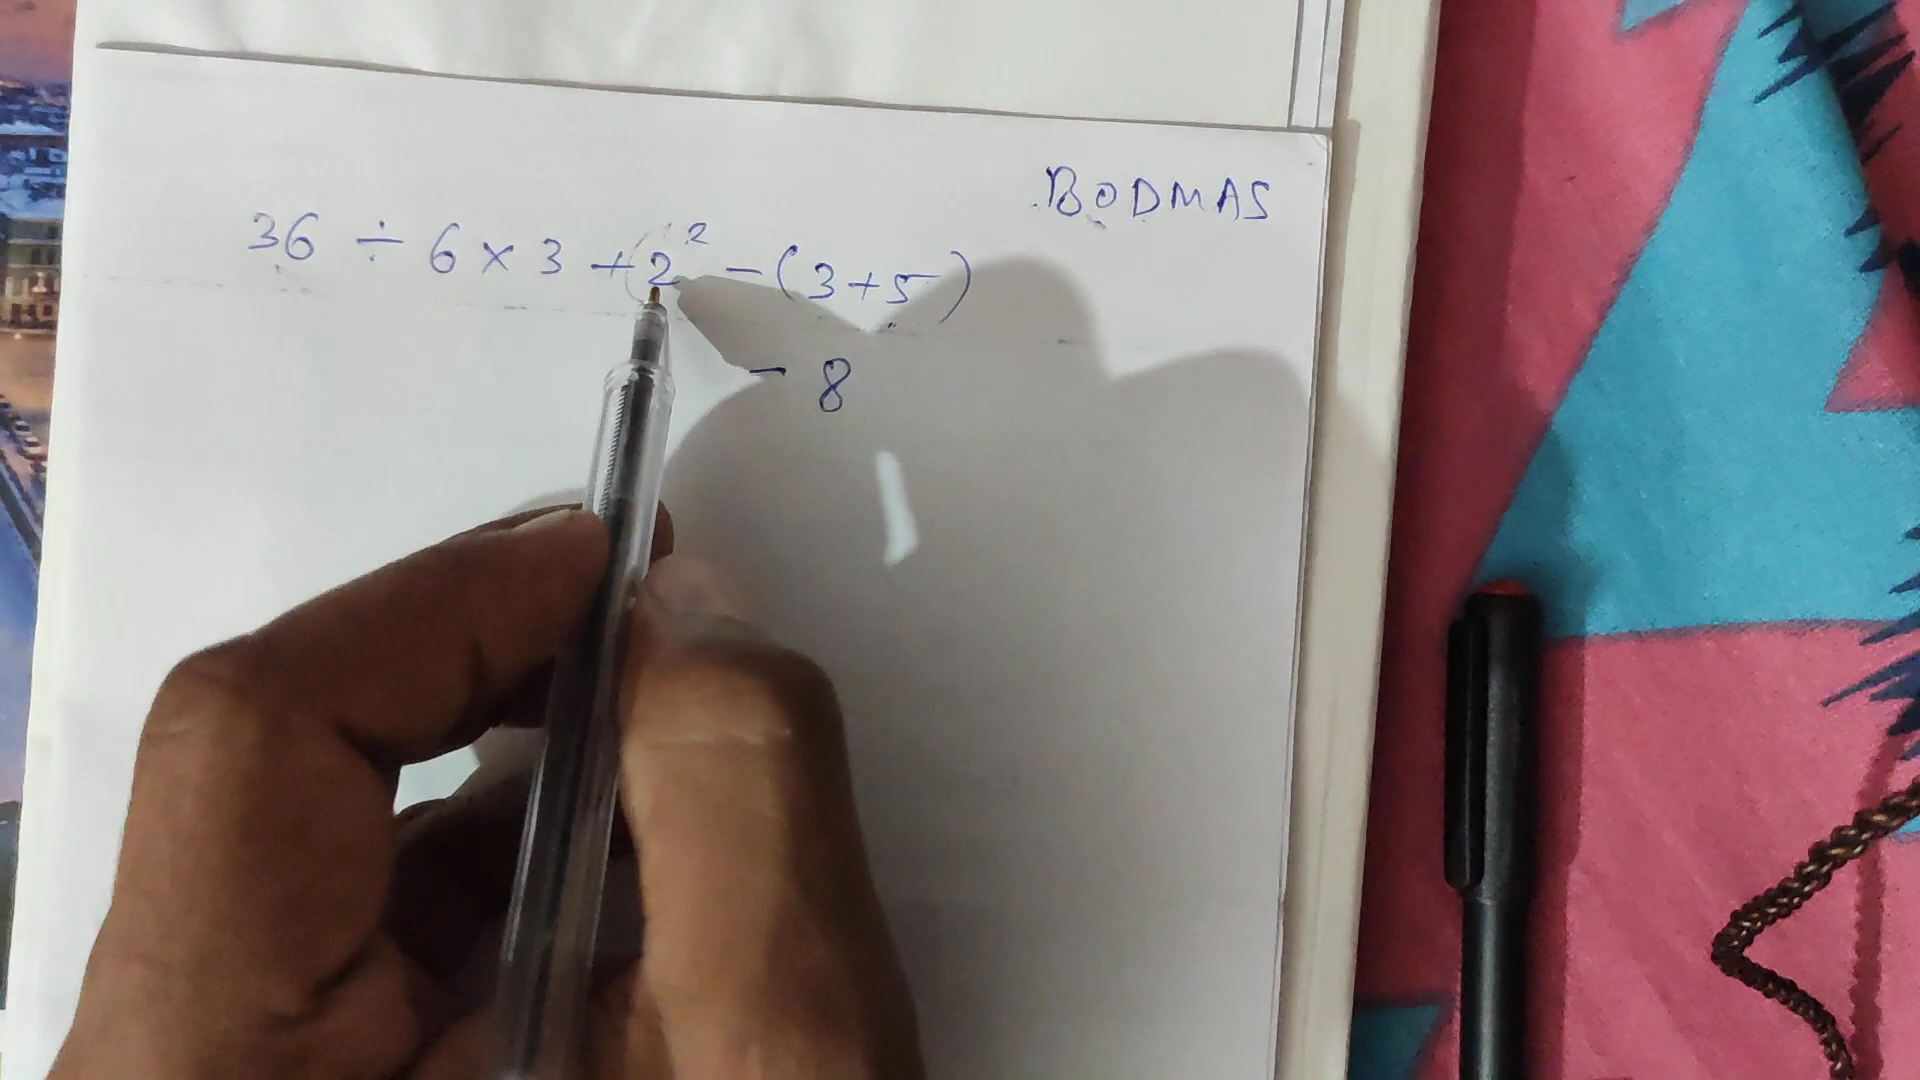 BODMAS
36 ÷ 6 × 3 + 2² - (3 + 5)
- 8